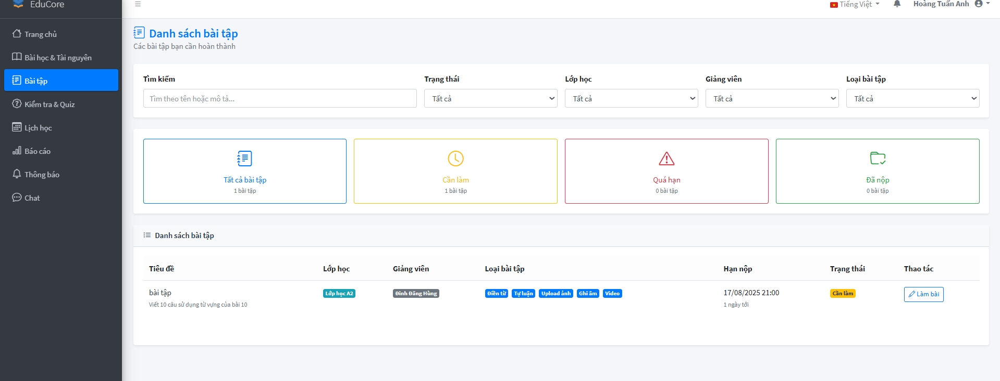 EduCore
Tiếng Việt
Hoàng Tuấn Anh
Trang chủ
Bài học & Tài nguyên
Bài tập
Kiểm tra & Quiz
Lịch học
Báo cáo
Thông báo
Chat
Danh sách bài tập
Các bài tập bạn cần hoàn thành
Tìm kiếm Trạng thái Lớp học Giảng viên Loại bài tập
Tìm theo tên hoặc mô tả... Tất cả Tất cả Tất cả Tất cả
Tất cả bài tập Cần làm Quá hạn Đã nộp
1 bài tập 1 bài tập 0 bài tập 0 bài tập
Danh sách bài tập
Tiêu đề Lớp học Giảng viên Loại bài tập Hạn nộp Trạng thái Thao tác
bài tập Lớp học A2 Đinh Đăng Hùng Điền từ Tự luận Upload ảnh Ghi âm Video 17/08/2025 21:00 Cần làm Làm bài
Viết 10 câu sử dụng từ vựng của bài 10 1 ngày tới